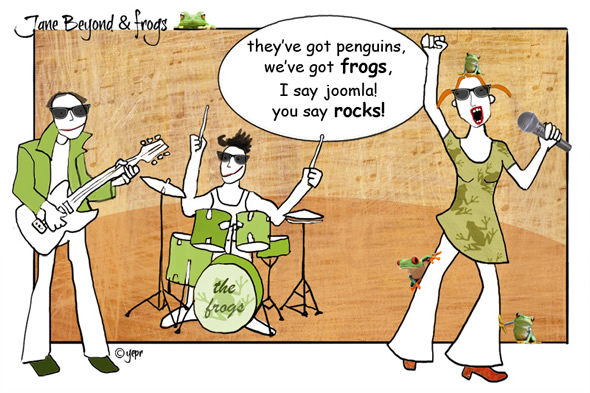 Jane Beyond & frogs
they've got penguins,
we've got frogs,
I say joomla!
you say rocks!
the
frogs
© yepr